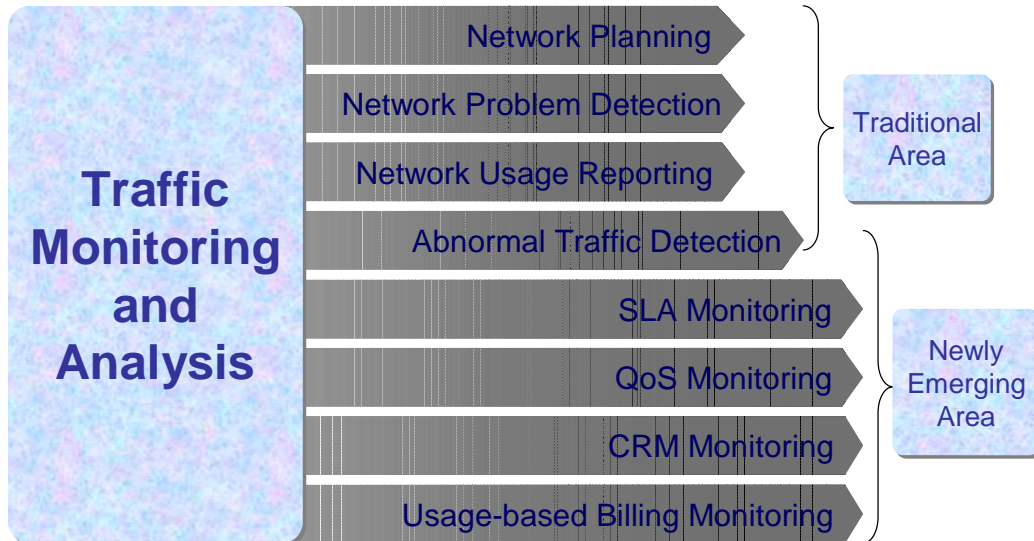 Traffic
Monitoring
and
Analysis
Network Planning
Network Problem Detection
Network Usage Reporting
Abnormal Traffic Detection
SLA Monitoring
QoS Monitoring
CRM Monitoring
Usage-based Billing Monitoring
Traditional
Area
Newly
Emerging
Area